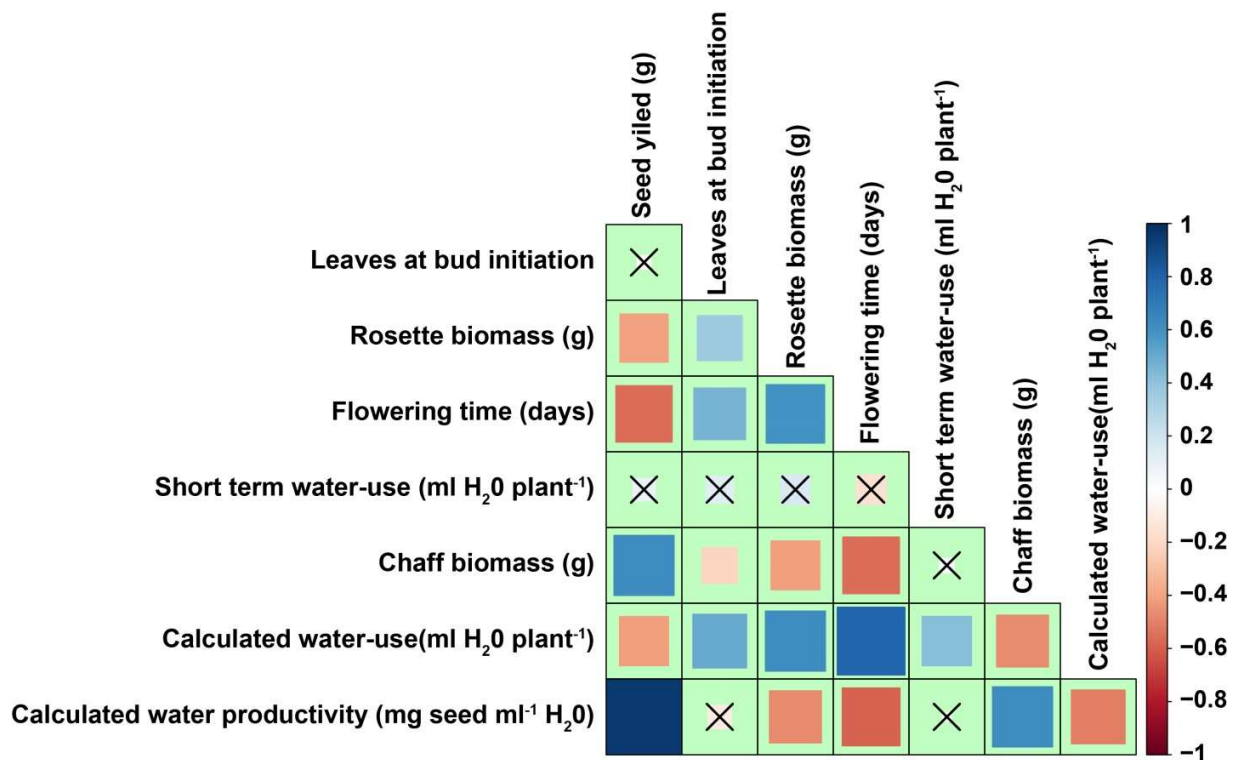 Seed yiled (g)
Leaves at bud initiation
Rosette biomass (g)
Flowering time (days)
Short term water-use (ml H₂0 plant⁻¹)
Chaff biomass (g)
Calculated water-use(ml H₂0 plant⁻¹)
Leaves at bud initiation
Rosette biomass (g)
Flowering time (days)
Short term water-use (ml H₂0 plant⁻¹)
Chaff biomass (g)
Calculated water-use(ml H₂0 plant⁻¹)
Calculated water productivity (mg seed ml⁻¹ H₂0)
1
0.8
0.6
0.4
0.2
0
−0.2
−0.4
−0.6
−0.8
−1